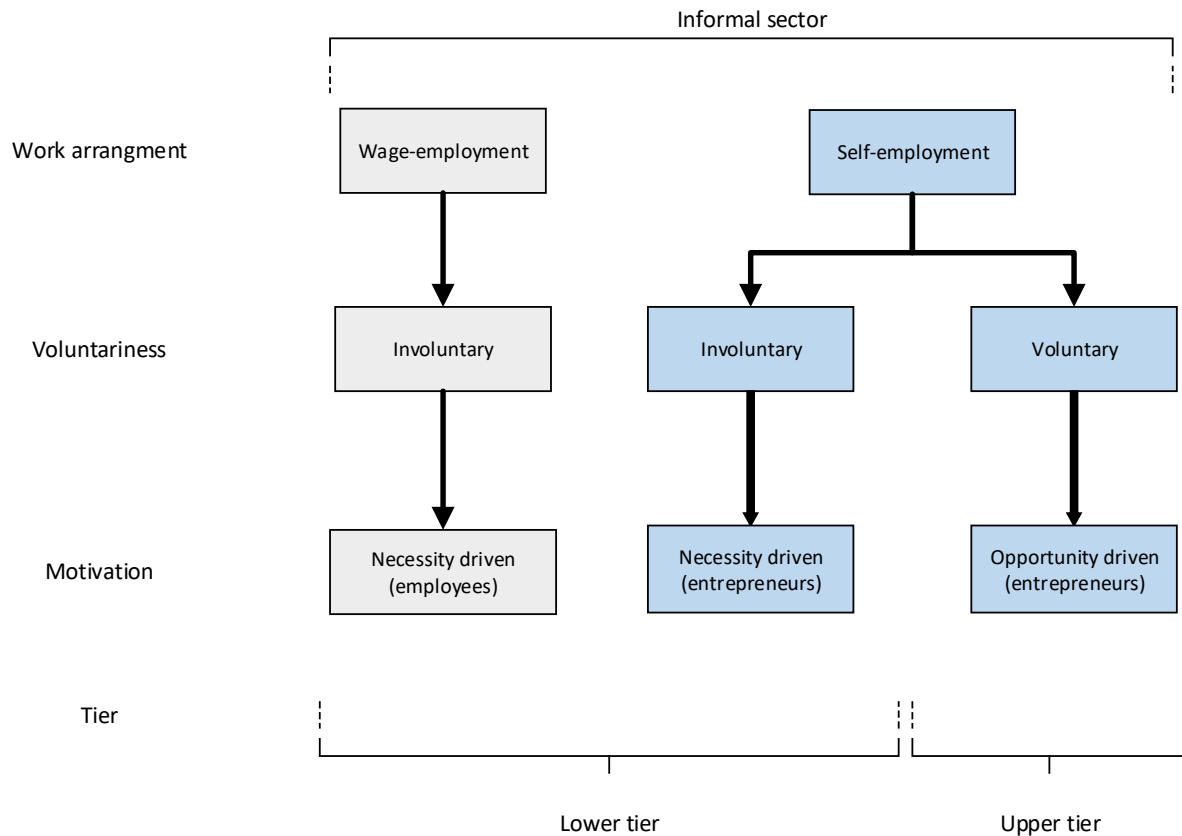 Informal sector
Work arrangment
Wage-employment
Self-employment
Voluntariness
Involuntary
Involuntary
Voluntary
Motivation
Necessity driven
(employees)
Necessity driven
(entrepreneurs)
Opportunity driven
(entrepreneurs)
Tier
Lower tier
Upper tier